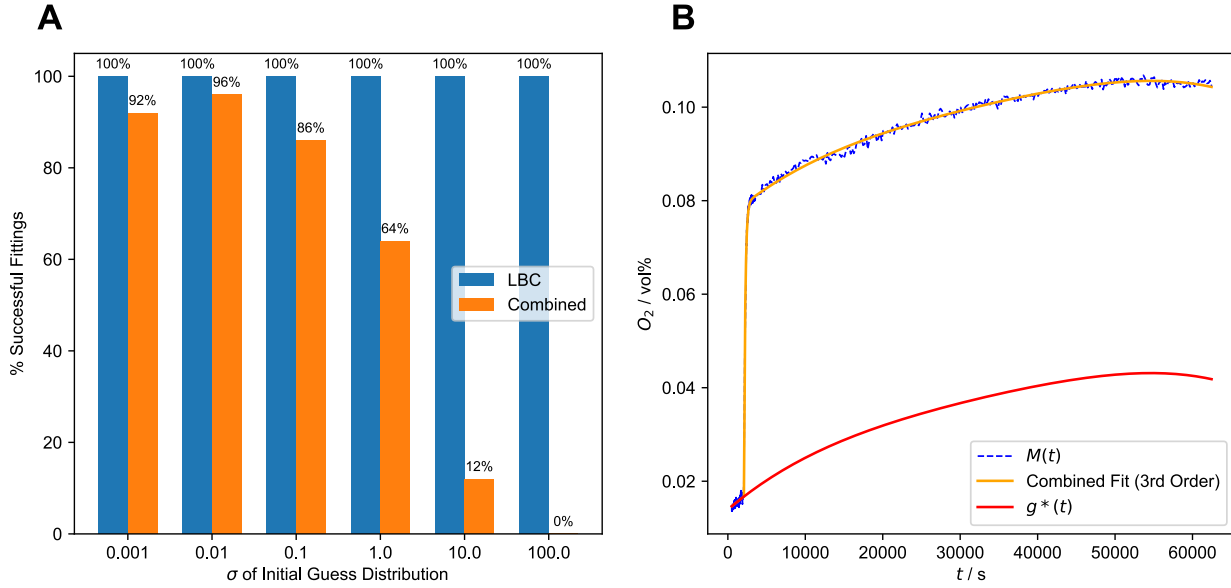 A
100% 100% 100% 100% 100% 100%
92% 96% 86% 64% 12% 0%
100
80
60
40
20
0
% Successful Fittings
LBC
Combined
0.001 0.01 0.1 1.0 10.0 100.0
σ of Initial Guess Distribution
B
0.10
0.08
0.06
0.04
0.02
O₂ / vol%
M(t)
Combined Fit (3rd Order)
g*(t)
0 10000 20000 30000 40000 50000 60000
t / s